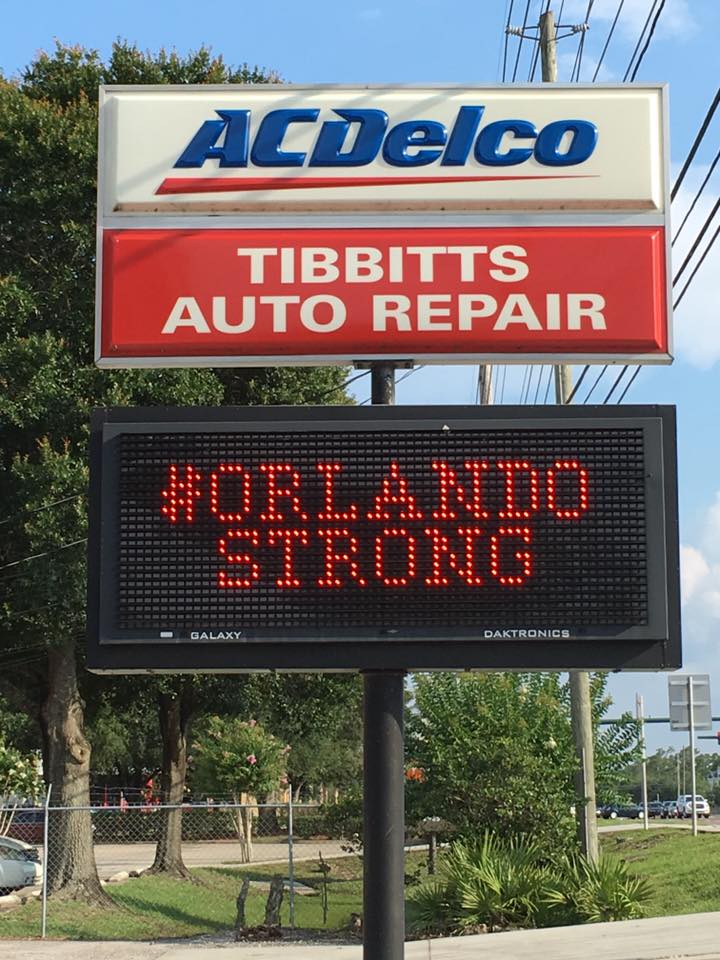 ACDelco
TIBBITTS
AUTO REPAIR
#ORLANDO
STRONG
GALAXY DAKTRONICS